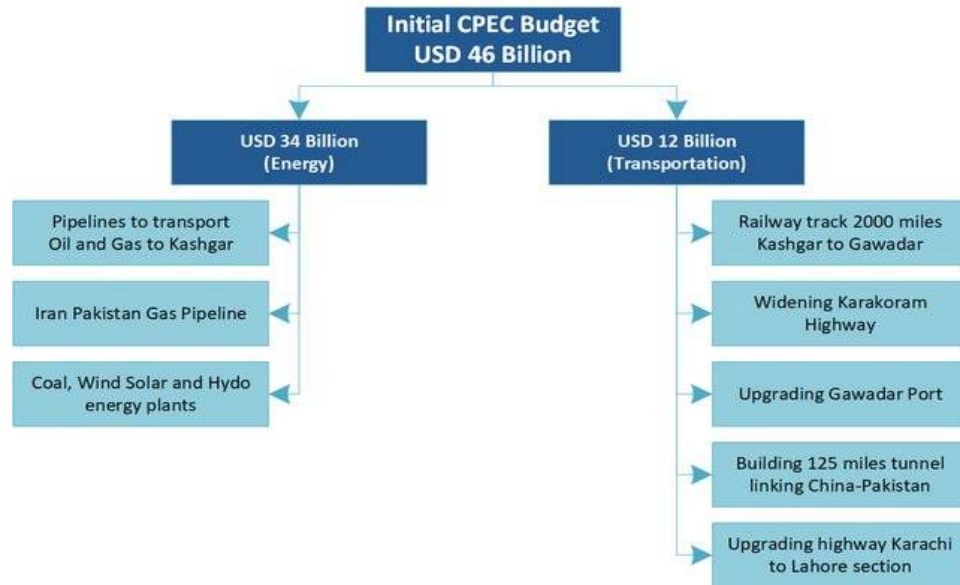 Initial CPEC Budget
USD 46 Billion
USD 34 Billion
(Energy)
USD 12 Billion
(Transportation)
Pipelines to transport
Oil and Gas to Kashgar
Iran Pakistan Gas Pipeline
Coal, Wind Solar and Hydo
energy plants
Railway track 2000 miles
Kashgar to Gawadar
Widening Karakoram
Highway
Upgrading Gawadar Port
Building 125 miles tunnel
linking China-Pakistan
Upgrading highway Karachi
to Lahore section